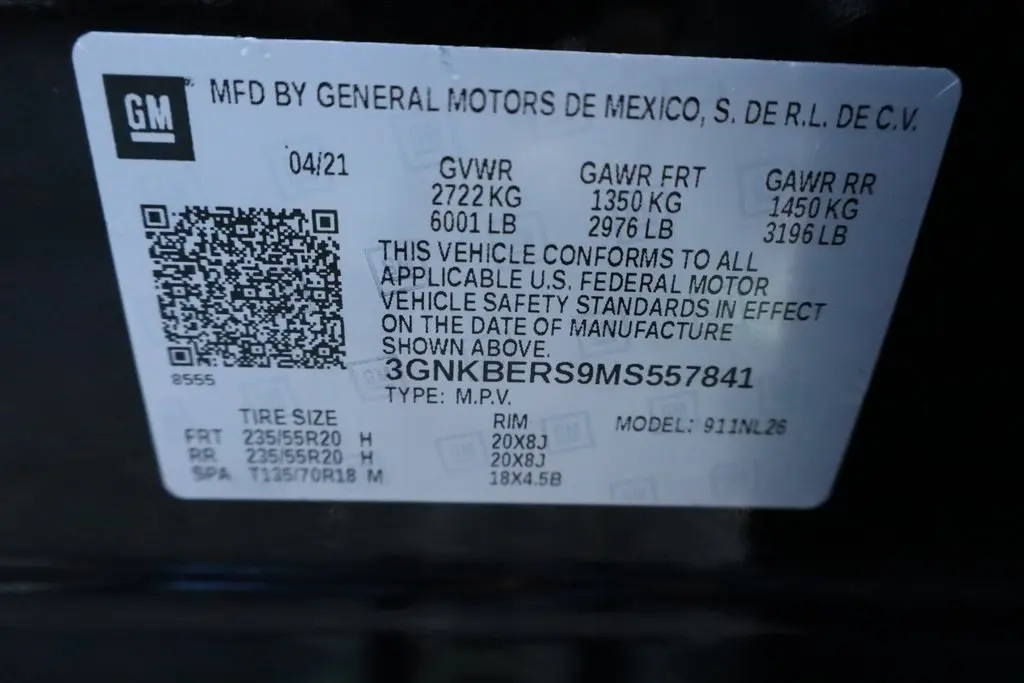 GM
MFD BY GENERAL MOTORS DE MEXICO, S. DE R.L. DE C.V.
04/21
GVWR GAWR FRT GAWR RR
2722 KG 1350 KG 1450 KG
6001 LB 2976 LB 3196 LB
THIS VEHICLE CONFORMS TO ALL
APPLICABLE U.S. FEDERAL MOTOR
VEHICLE SAFETY STANDARDS IN EFFECT
ON THE DATE OF MANUFACTURE
SHOWN ABOVE.
8555
3GNKBERS9MS557841
TYPE: M.P.V.
TIRE SIZE RIM MODEL: 911NL26
FRT 235/55R20 H 20X8J
RR 235/55R20 H 20X8J
SPA T135/70R18 M 18X4.5B